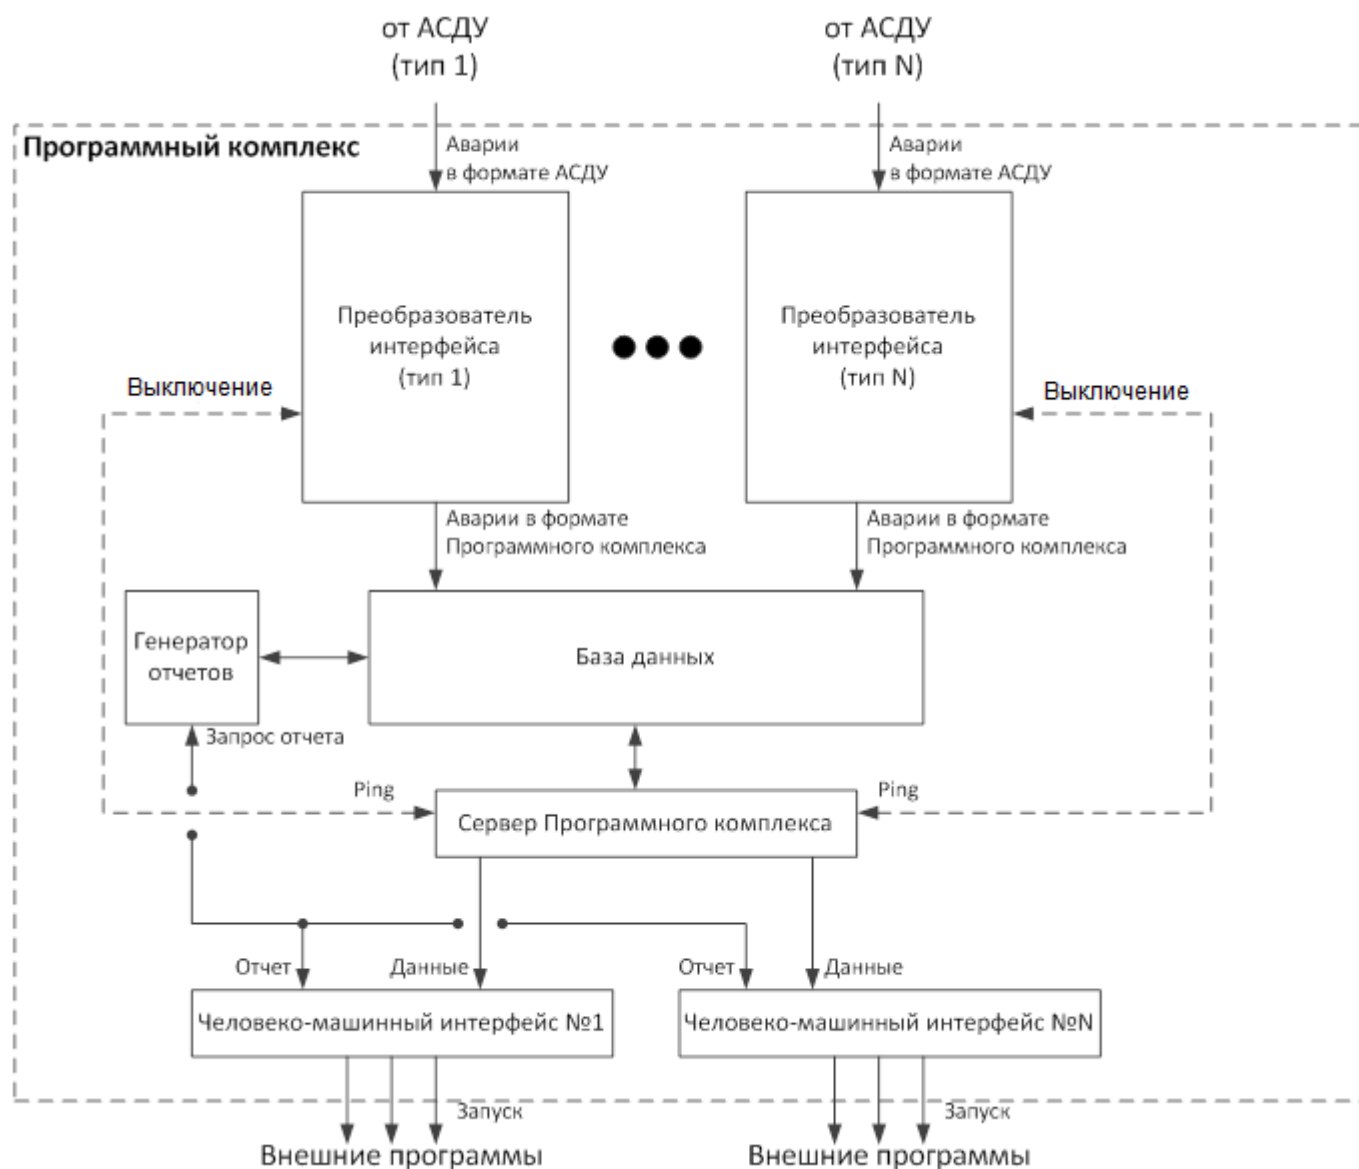 от АСДУ
(тип 1)
от АСДУ
(тип N)
Программный комплекс
Аварии
в формате АСДУ
Аварии
в формате АСДУ
Преобразователь
интерфейса
(тип 1)
Преобразователь
интерфейса
(тип N)
Выключение
Выключение
Аварии в формате
Программного комплекса
Аварии в формате
Программного комплекса
Генератор
отчетов
База данных
Запрос отчета
Ping
Ping
Сервер Программного комплекса
Отчет
Данные
Отчет
Данные
Человеко-машинный интерфейс №1
Человеко-машинный интерфейс №N
Запуск
Запуск
Внешние программы
Внешние программы